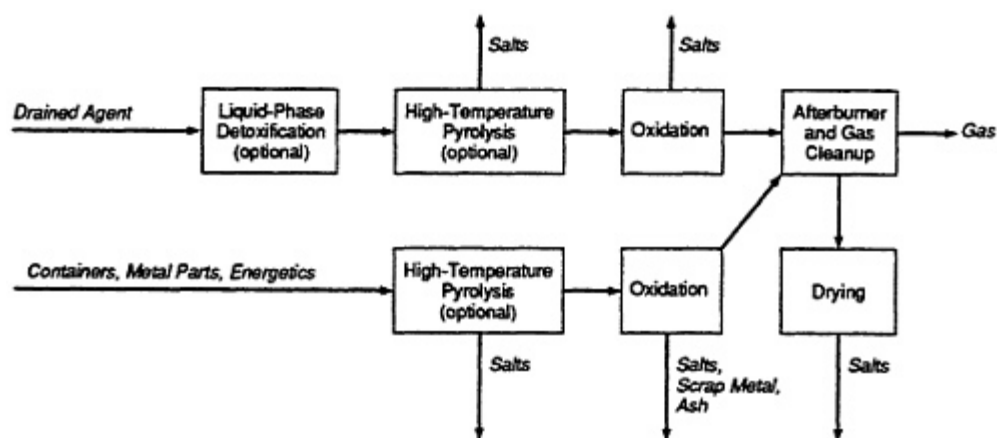 Salts
Salts
Drained Agent
Liquid-Phase
Detoxification
(optional)
High-Temperature
Pyrolysis
(optional)
Oxidation
Afterburner
and Gas
Cleanup
Gas
Containers, Metal Parts, Energetics
High-Temperature
Pyrolysis
(optional)
Oxidation
Drying
Salts
Salts,
Scrap Metal,
Ash
Salts